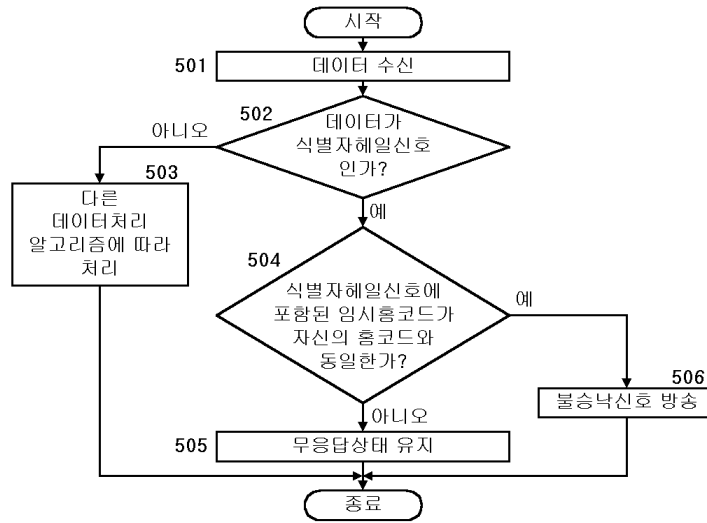 시작
501
데이터 수신
502
데이터가
식별자헤일신호
인가?
아니오
503
다른
데이터처리
알고리즘에 따라
처리
예
504
식별자헤일신호에
포함된 임시홈코드가
자신의 홈코드와
동일한가?
예
506
불승낙신호 방송
아니오
505
무응답상태 유지
종료